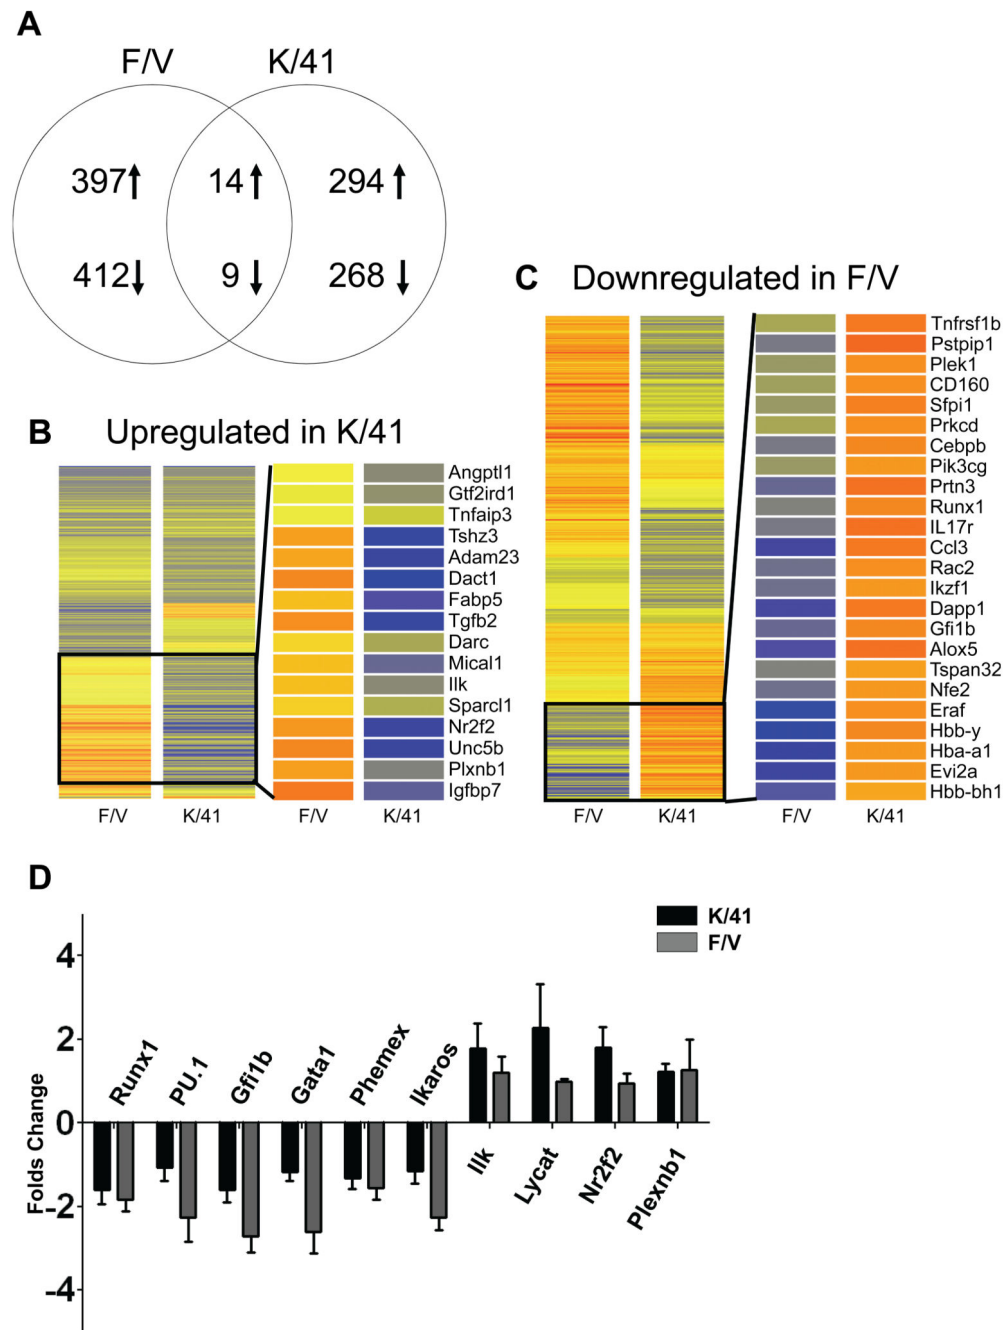 A
F/V K/41
397 14 294
412 9 268
C Downregulated in F/V
Tnfrsf1b
Pstpip1
Plek1
CD160
Sfpi1
Prkcd
Cebpb
Pik3cg
Prtn3
Runx1
IL17r
Ccl3
Rac2
Ikzf1
Dapp1
Gfi1b
Alox5
Tspan32
Nfe2
Eraf
Hbb-y
Hba-a1
Evi2a
Hbb-bh1
F/V K/41 F/V K/41
B Upregulated in K/41
Angptl1
Gtf2ird1
Tnfaip3
Tshz3
Adam23
Dact1
Fabp5
Tgfb2
Darc
Mical1
Ilk
Sparcl1
Nr2f2
Unc5b
Plxnb1
Igfbp7
F/V K/41 F/V K/41
D
K/41
F/V
Folds Change
4
2
0
-2
-4
Runx1
PU.1
Gfi1b
Gata1
Phemex
Ikaros
Ilk
Lycat
Nr2f2
Plexnb1